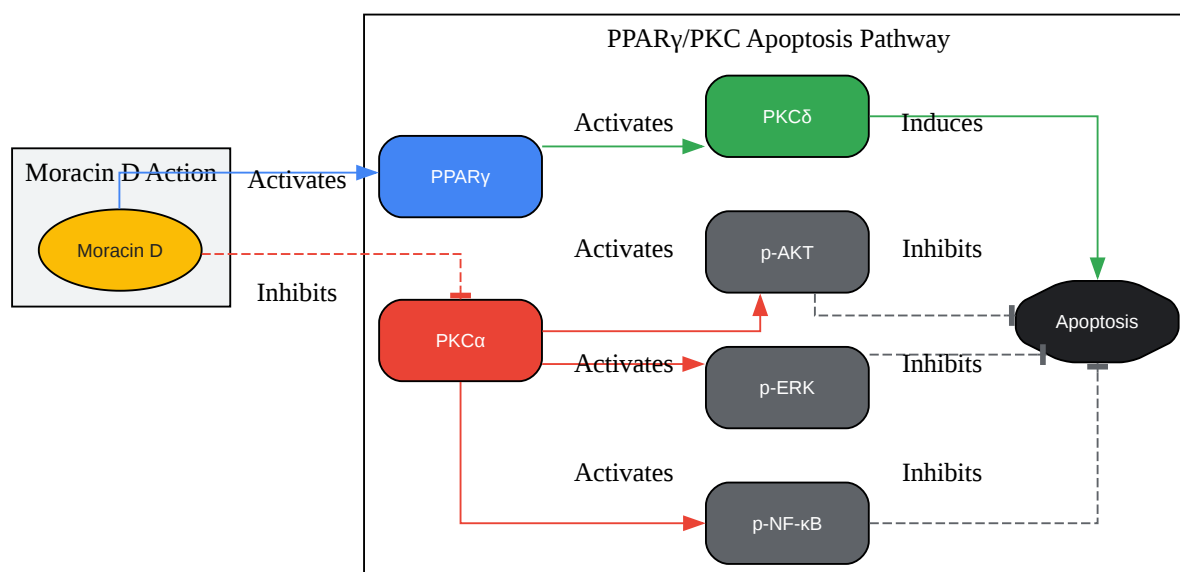 PPARγ/PKC Apoptosis Pathway
Moracin D Action
Moracin D
Activates
Inhibits
PPARγ
PKCα
Activates
Activates
Activates
Activates
PKCδ
p-AKT
p-ERK
p-NF-κB
Induces
Inhibits
Inhibits
Inhibits
Apoptosis